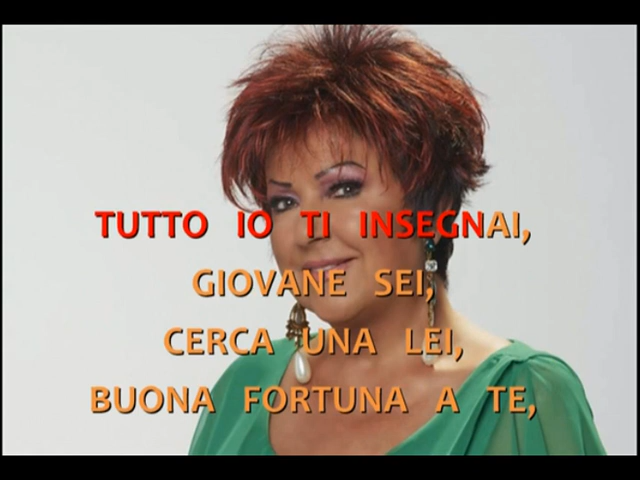 TUTTO IO TI INSEGNAI,
GIOVANE SEI,
CERCA UNA LEI,
BUONA FORTUNA A TE,